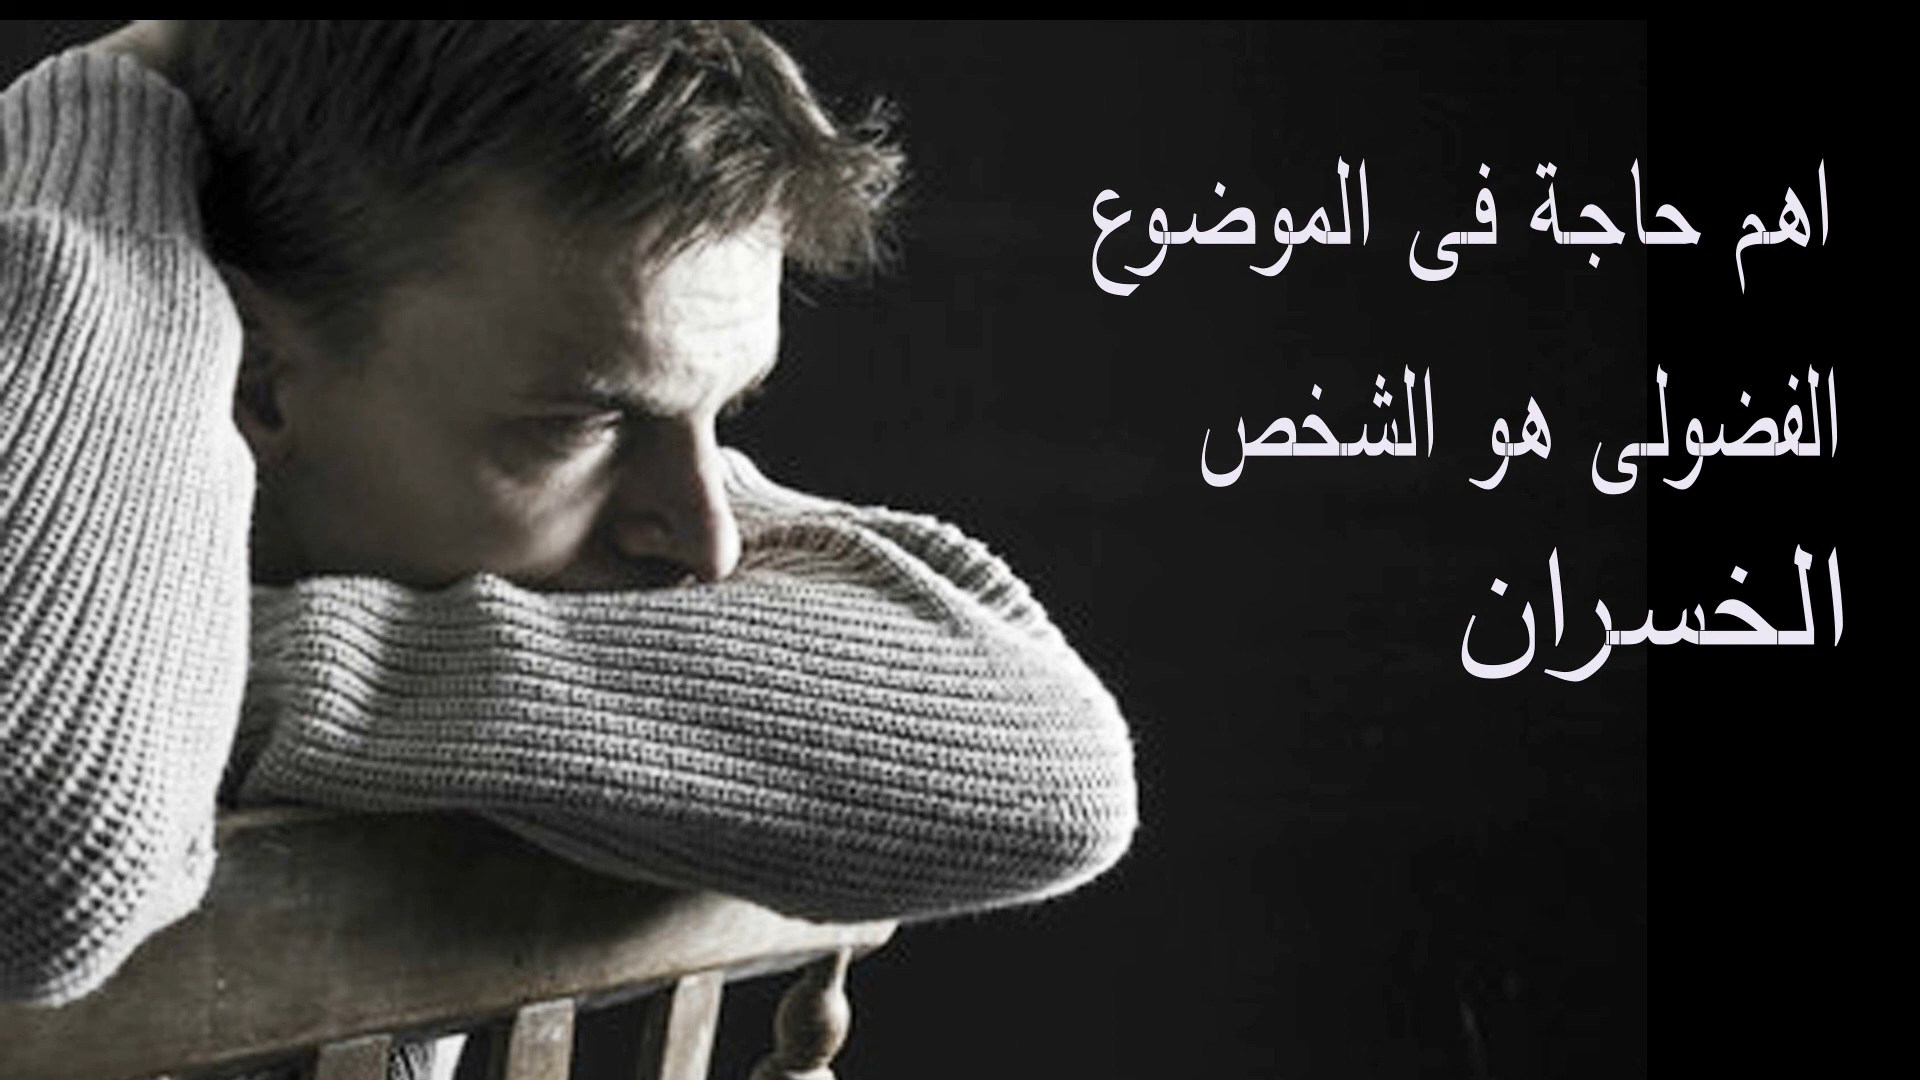 اهم حاجة فى الموضوع
الفضولى هو الشخص
الخسران